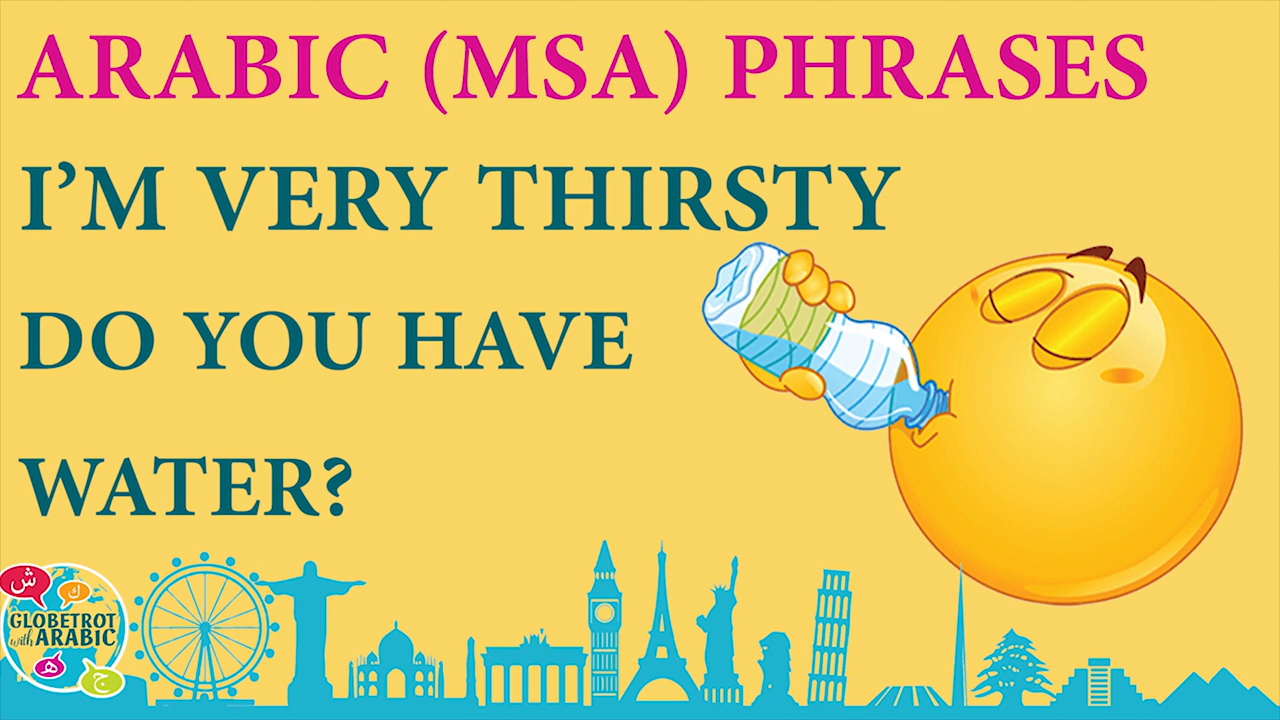 ARABIC (MSA) PHRASES
I'M VERY THIRSTY
DO YOU HAVE
WATER?
ش
ك
GLOBETROT
with ARABIC
ه
ج